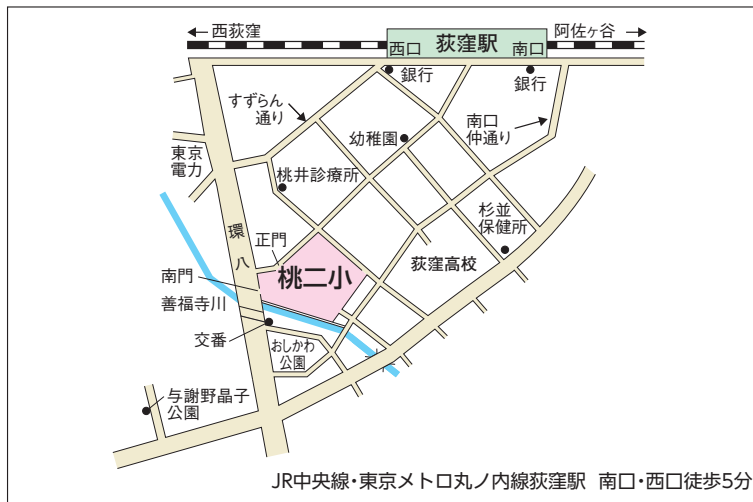 ←西荻窪
荻窪駅
阿佐ヶ谷→
西口
南口
銀行
銀行
すずらん
通り
南口
仲通り
幼稚園
東京
電力
桃井診療所
杉並
保健所
環八
正門
荻窪高校
桃二小
南門
善福寺川
交番
おしかわ
公園
与謝野晶子
公園
JR中央線・東京メトロ丸ノ内線荻窪駅 南口・西口徒歩5分